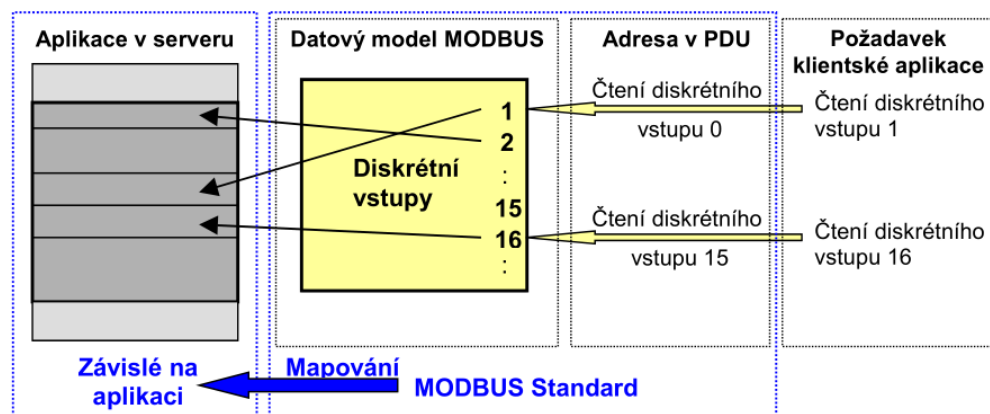 Aplikace v serveru
Datový model MODBUS
Adresa v PDU
Požadavek
klientské aplikace
Čtení diskrétního
vstupu 0
Čtení diskrétního
vstupu 1
1
2
:
15
16
:
Diskrétní
vstupy
Čtení diskrétního
vstupu 15
Čtení diskrétního
vstupu 16
Závislé na
aplikaci
Mapování
MODBUS Standard